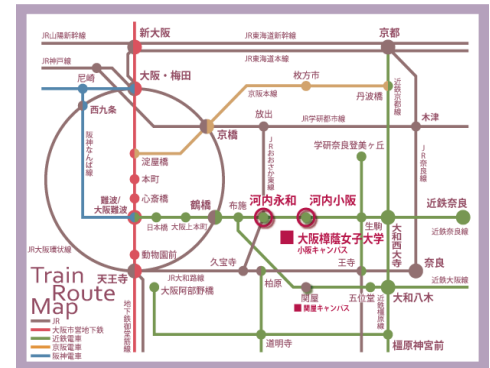 新大阪
京都
JR山陽新幹線
JR東海道新幹線
JR東海道本線
JR神戸線
尼崎
大阪・梅田
枚方市
京阪本線
丹波橋
近鉄京都線
西九条
京橋
放出
JR学研都市線
木津
阪神なんば線
JRおおさか東線
学研奈良登美ヶ丘
JR奈良線
淀屋橋
本町
心斎橋
難波/
大阪難波
鶴橋
布施
河内永和
河内小阪
近鉄奈良
日本橋
大阪上本町
生駒
大和西大寺
近鉄奈良線
大阪樟蔭女子大学
小阪キャンパス
JR大阪環状線
動物園前
天王寺
久宝寺
王寺
奈良
JR大和路線
柏原
近鉄大阪線
大阪阿部野橋
関屋
五位堂
大和八木
関屋キャンパス
近鉄橿原線
地下鉄御堂筋線
道明寺
橿原神宮前
Train
Route
Map
JR
大阪市営地下鉄
近鉄電車
京阪電車
阪神電車